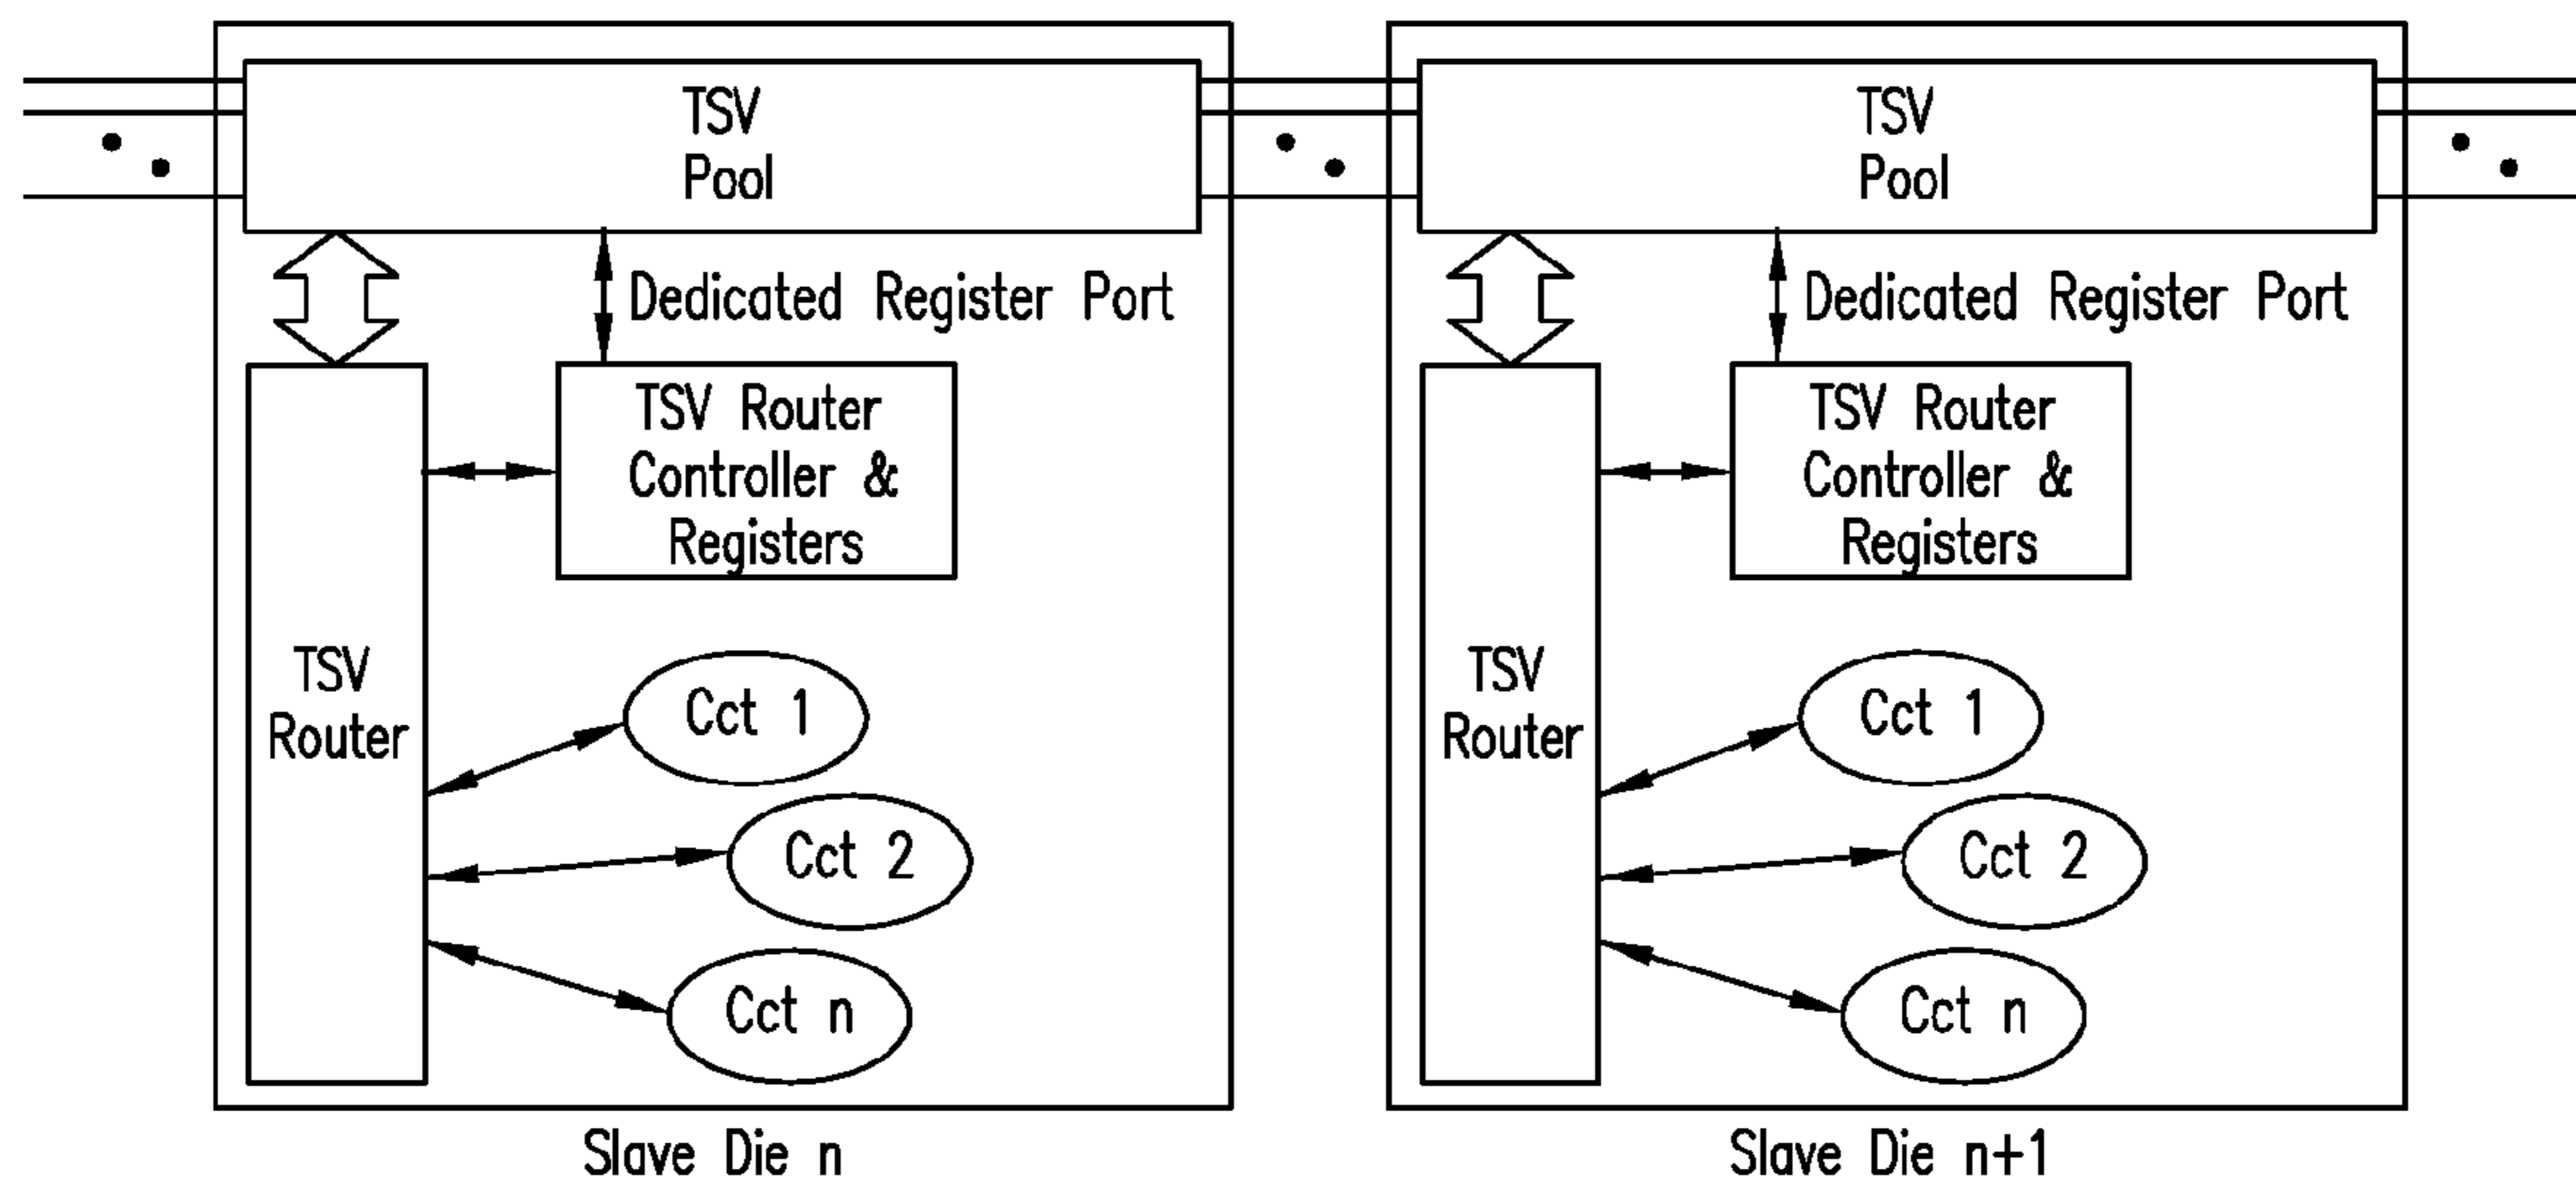 TSV
Pool
Dedicated Register Port
TSV Router
Controller &
Registers
TSV
Router
Cct 1
Cct 2
Cct n
Slave Die n
TSV
Pool
Dedicated Register Port
TSV Router
Controller &
Registers
TSV
Router
Cct 1
Cct 2
Cct n
Slave Die n+1